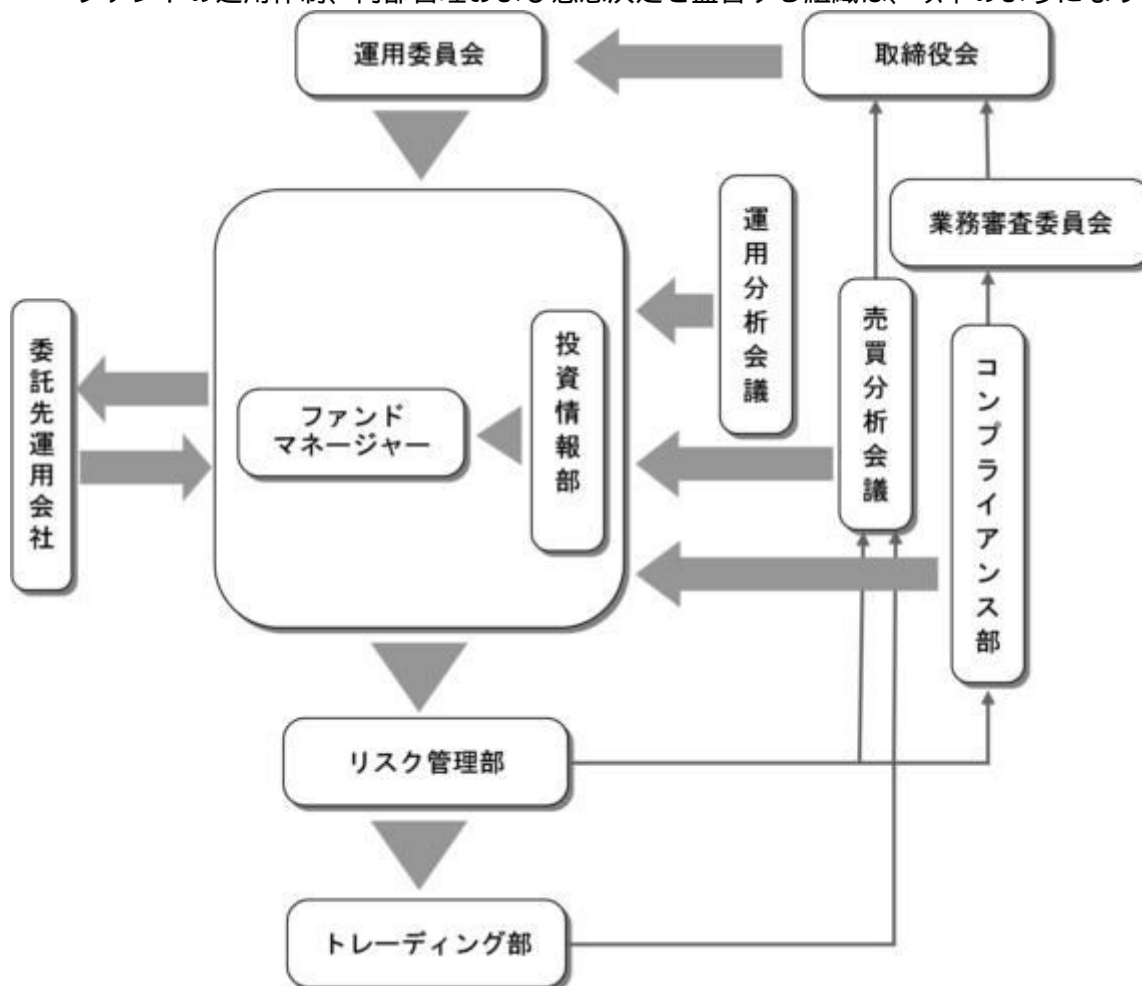 運用委員会
取締役会
業務審査委員会
運用分析会議
売買分析会議
コンプライアンス部
委託先運用会社
ファンド
マネージャー
投資情報部
リスク管理部
トレーディング部